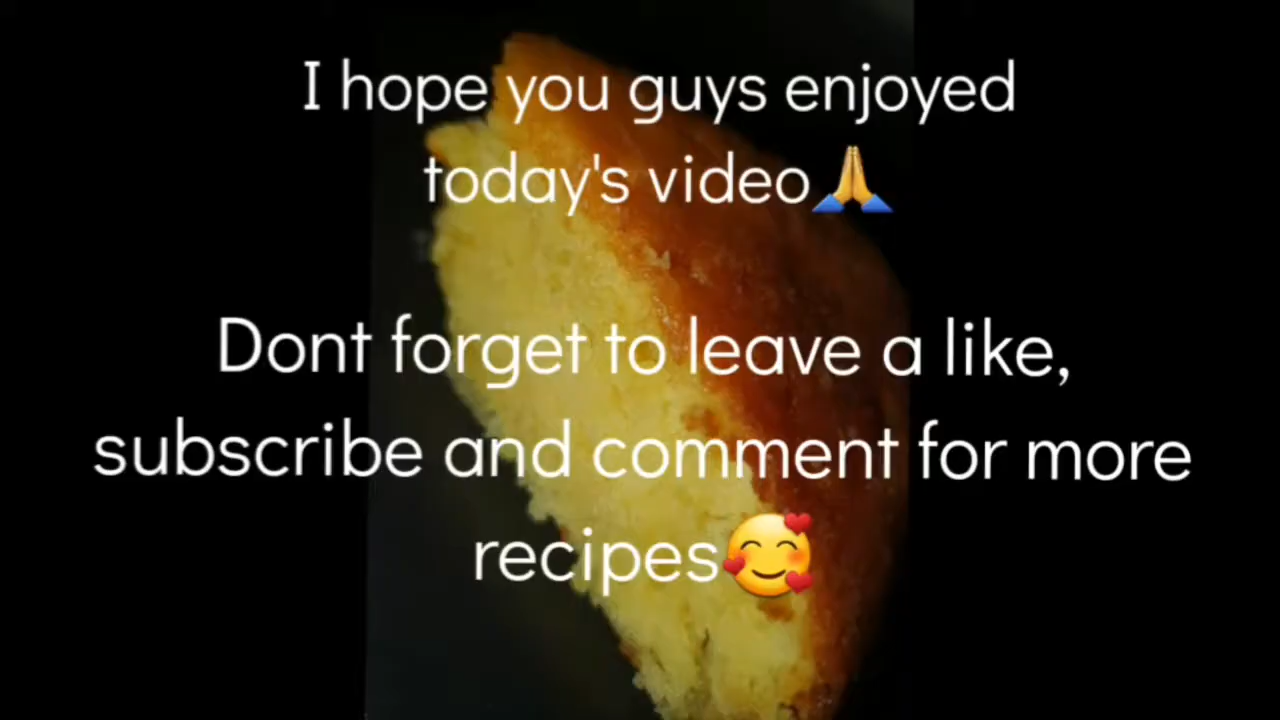 I hope you guys enjoyed
today's video🙏
Dont forget to leave a like,
subscribe and comment for more
recipes🥰